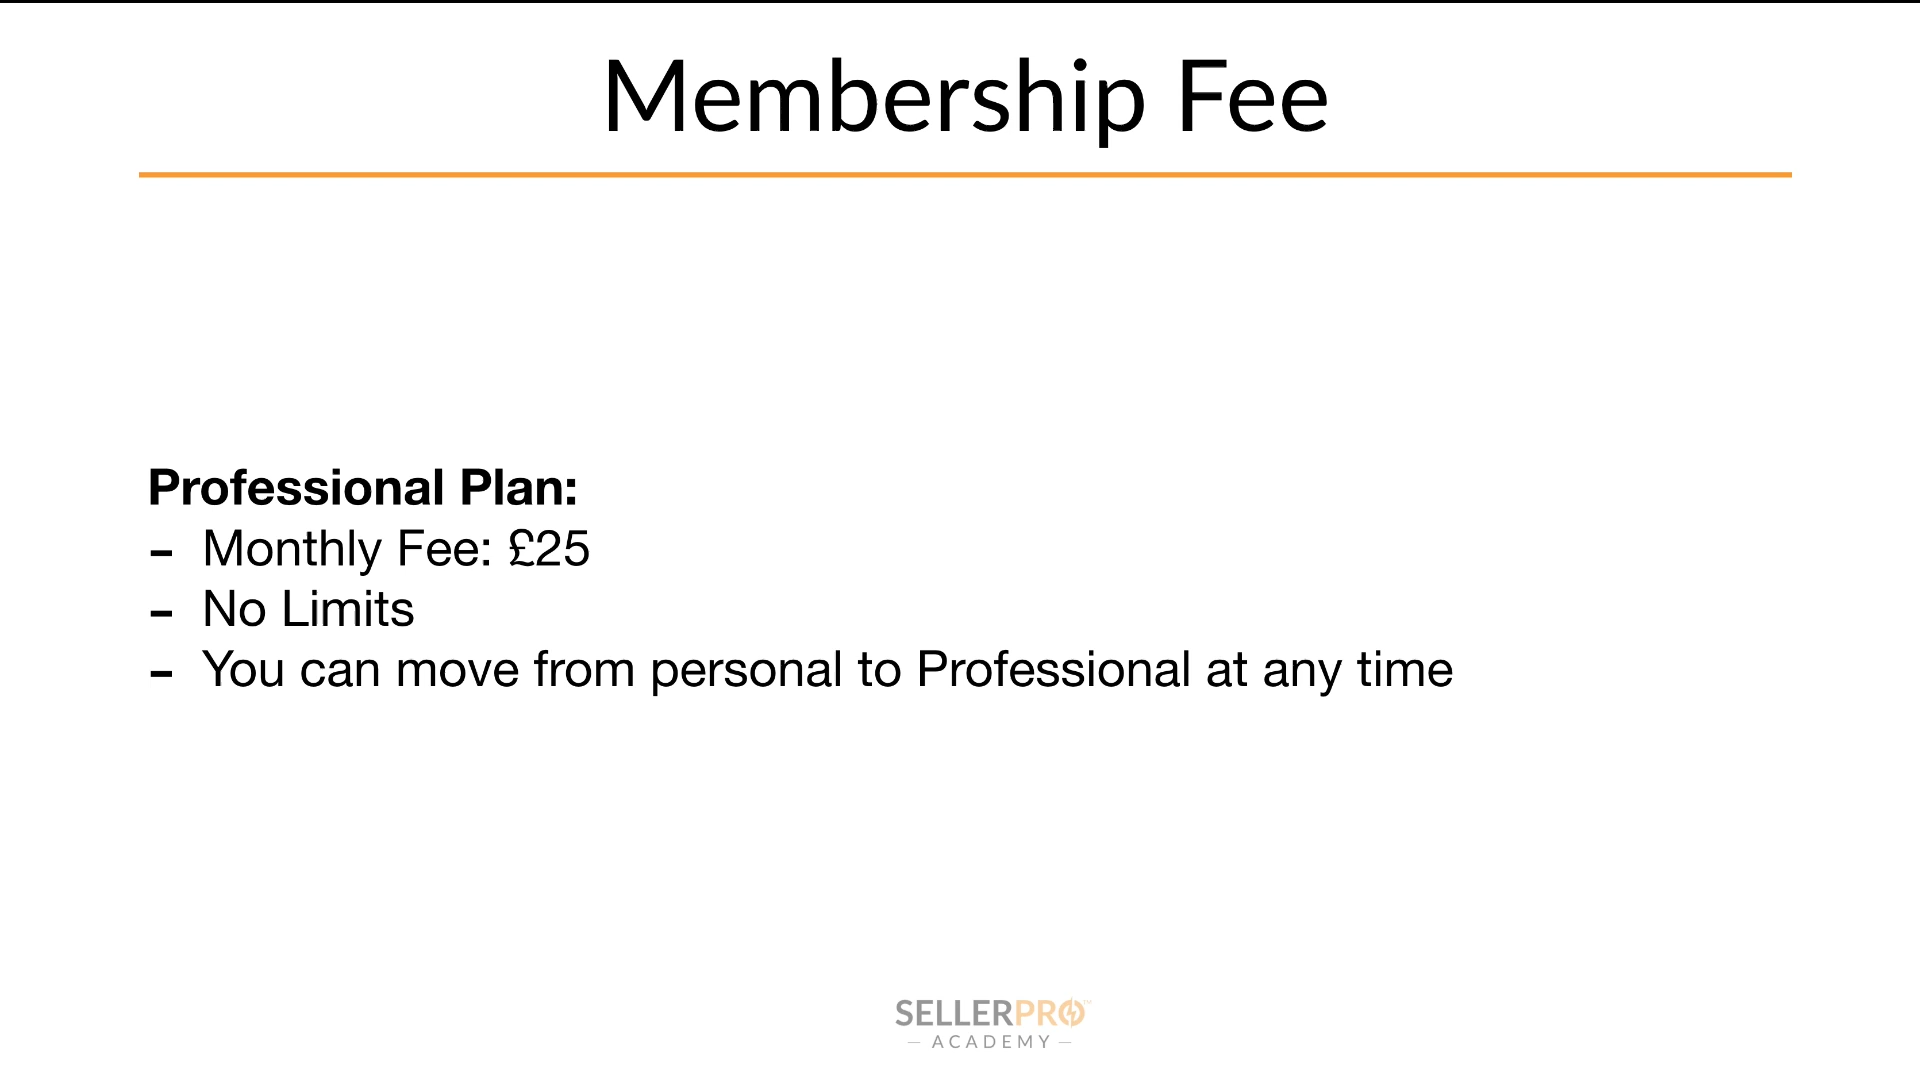 Membership Fee
Professional Plan:
- Monthly Fee: £25
- No Limits
- You can move from personal to Professional at any time
SELLERPRO™
— ACADEMY —